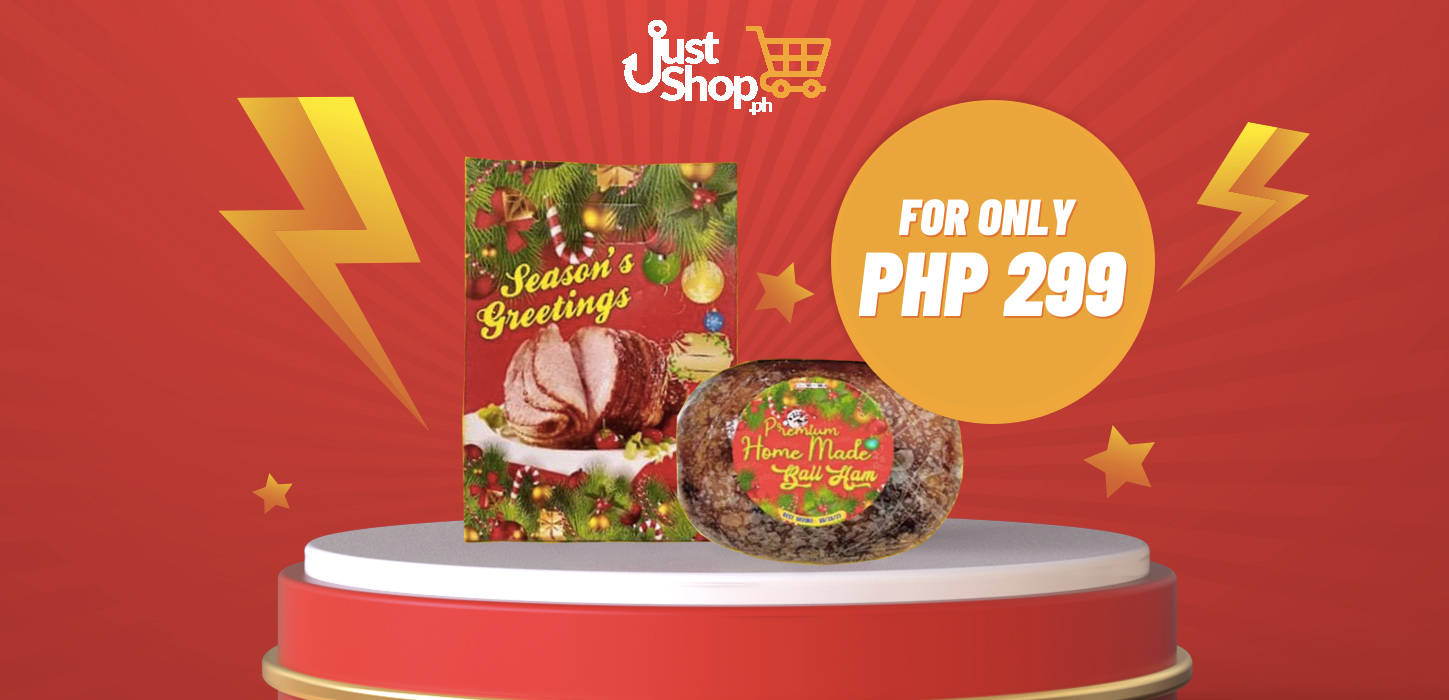 Just
Shop
.ph
FOR ONLY
PHP 299
Season's
Greetings
Premium
Home Made
Ball Ham